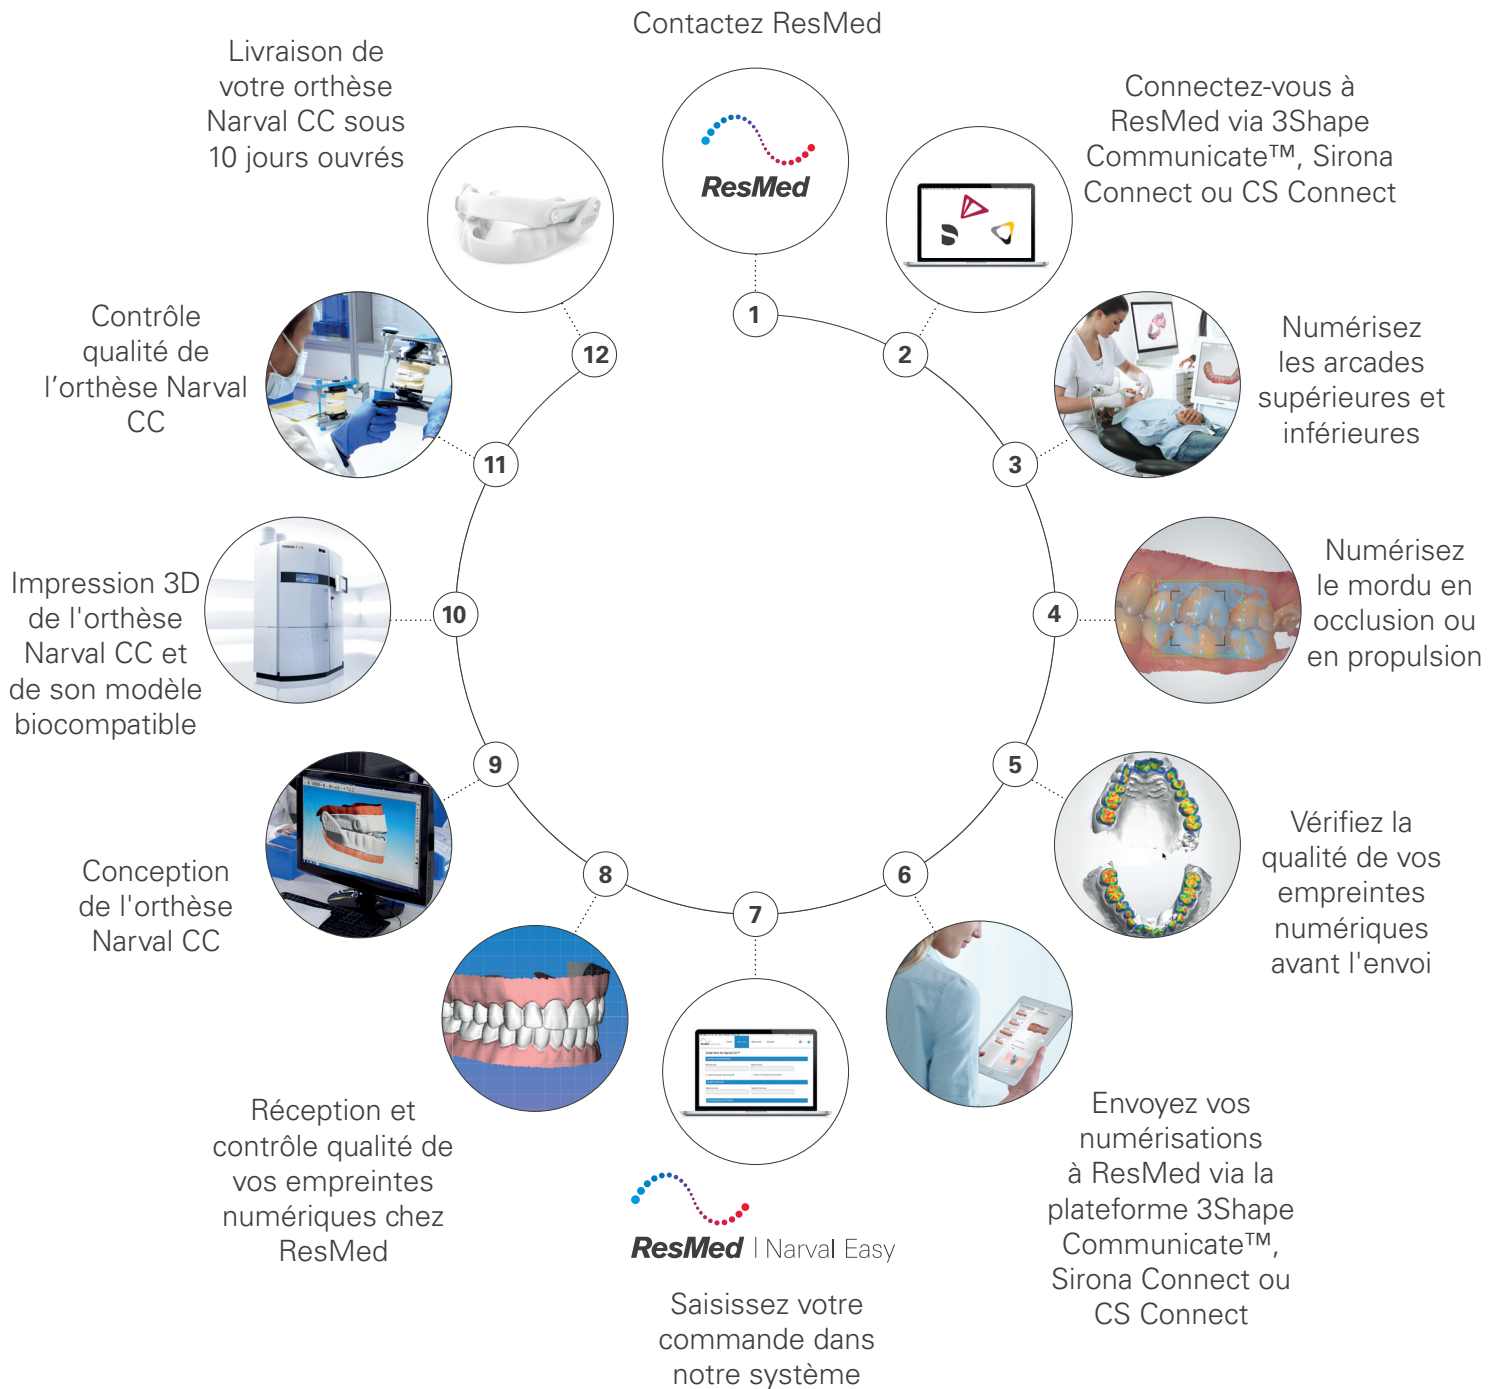 Contactez ResMed
ResMed
1
Connectez-vous à
ResMed via 3Shape
Communicate™, Sirona
Connect ou CS Connect
2
Numérisez
les arcades
supérieures et
inférieures
3
Numérisez
le mordu en
occlusion ou
en propulsion
4
Vérifiez la
qualité de vos
empreintes
numériques
avant l'envoi
5
Envoyez vos
numérisations
à ResMed via la
plateforme 3Shape
Communicate™,
Sirona Connect ou
CS Connect
6
7
ResMed | Narval Easy
Saisissez votre
commande dans
notre système
8
Réception et
contrôle qualité de
vos empreintes
numériques chez
ResMed
9
Conception
de l'orthèse
Narval CC
10
Impression 3D
de l'orthèse
Narval CC et
de son modèle
biocompatible
11
Contrôle
qualité de
l’orthèse Narval
CC
12
Livraison de
votre orthèse
Narval CC sous
10 jours ouvrés